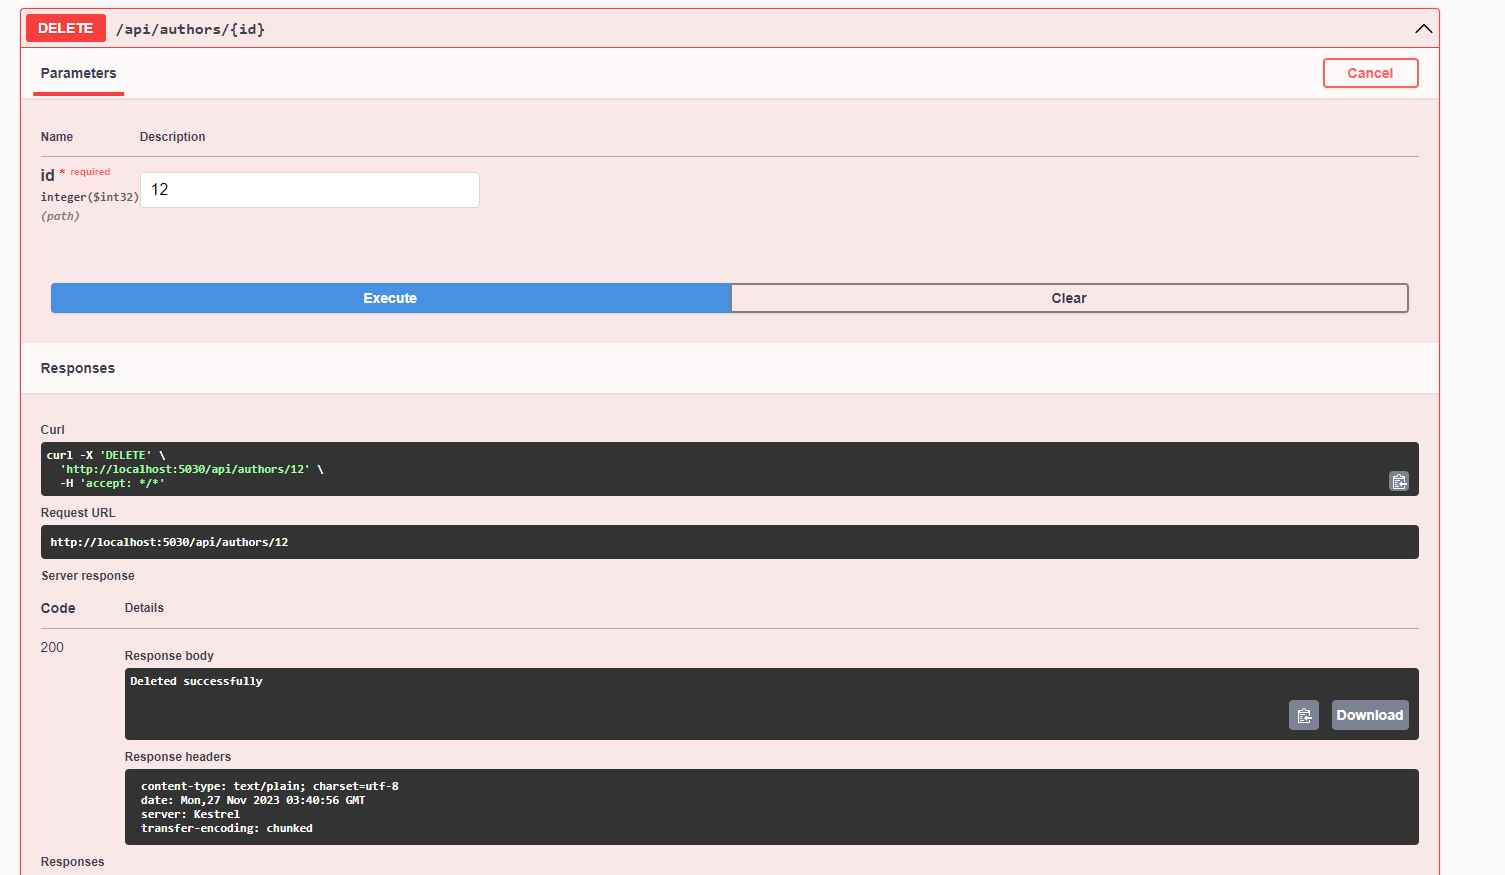 DELETE /api/authors/{id}
Parameters
Cancel
Name Description
id * required
integer($int32)
(path)
12
Execute
Clear
Responses
Curl
curl -X 'DELETE' \
  'http://localhost:5030/api/authors/12' \
  -H 'accept: */*'
Request URL
http://localhost:5030/api/authors/12
Server response
Code Details
200
Response body
Deleted successfully
Download
Response headers
content-type: text/plain; charset=utf-8
date: Mon,27 Nov 2023 03:40:56 GMT
server: Kestrel
transfer-encoding: chunked
Responses